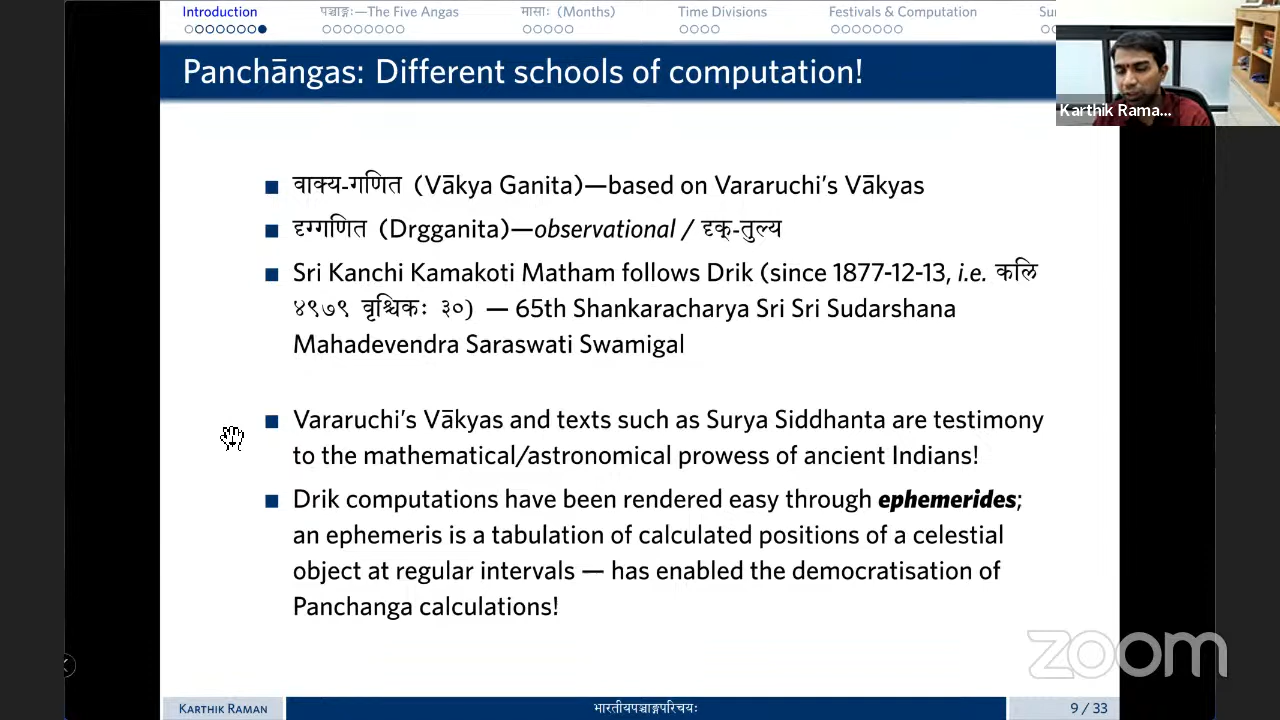 Introduction पञ्चाङ्गः—The Five Angas मासाः (Months) Time Divisions Festivals & Computation Su
Panchāngas: Different schools of computation!
Karthik Rama...
वाक्य-गणित (Vākya Ganita)—based on Vararuchi's Vākyas
दृग्गणित (Drgganita)—observational / दृक्-तुल्य
Sri Kanchi Kamakoti Matham follows Drik (since 1877-12-13, i.e. कलि
४९७९ वृश्चिकः ३०) — 65th Shankaracharya Sri Sri Sudarshana
Mahadevendra Saraswati Swamigal
Vararuchi's Vākyas and texts such as Surya Siddhanta are testimony
to the mathematical/astronomical prowess of ancient Indians!
Drik computations have been rendered easy through ephemerides;
an ephemeris is a tabulation of calculated positions of a celestial
object at regular intervals — has enabled the democratisation of
Panchanga calculations!
zoom
KARTHIK RAMAN भारतीयपञ्चाङ्गपरिचयः 9 / 33